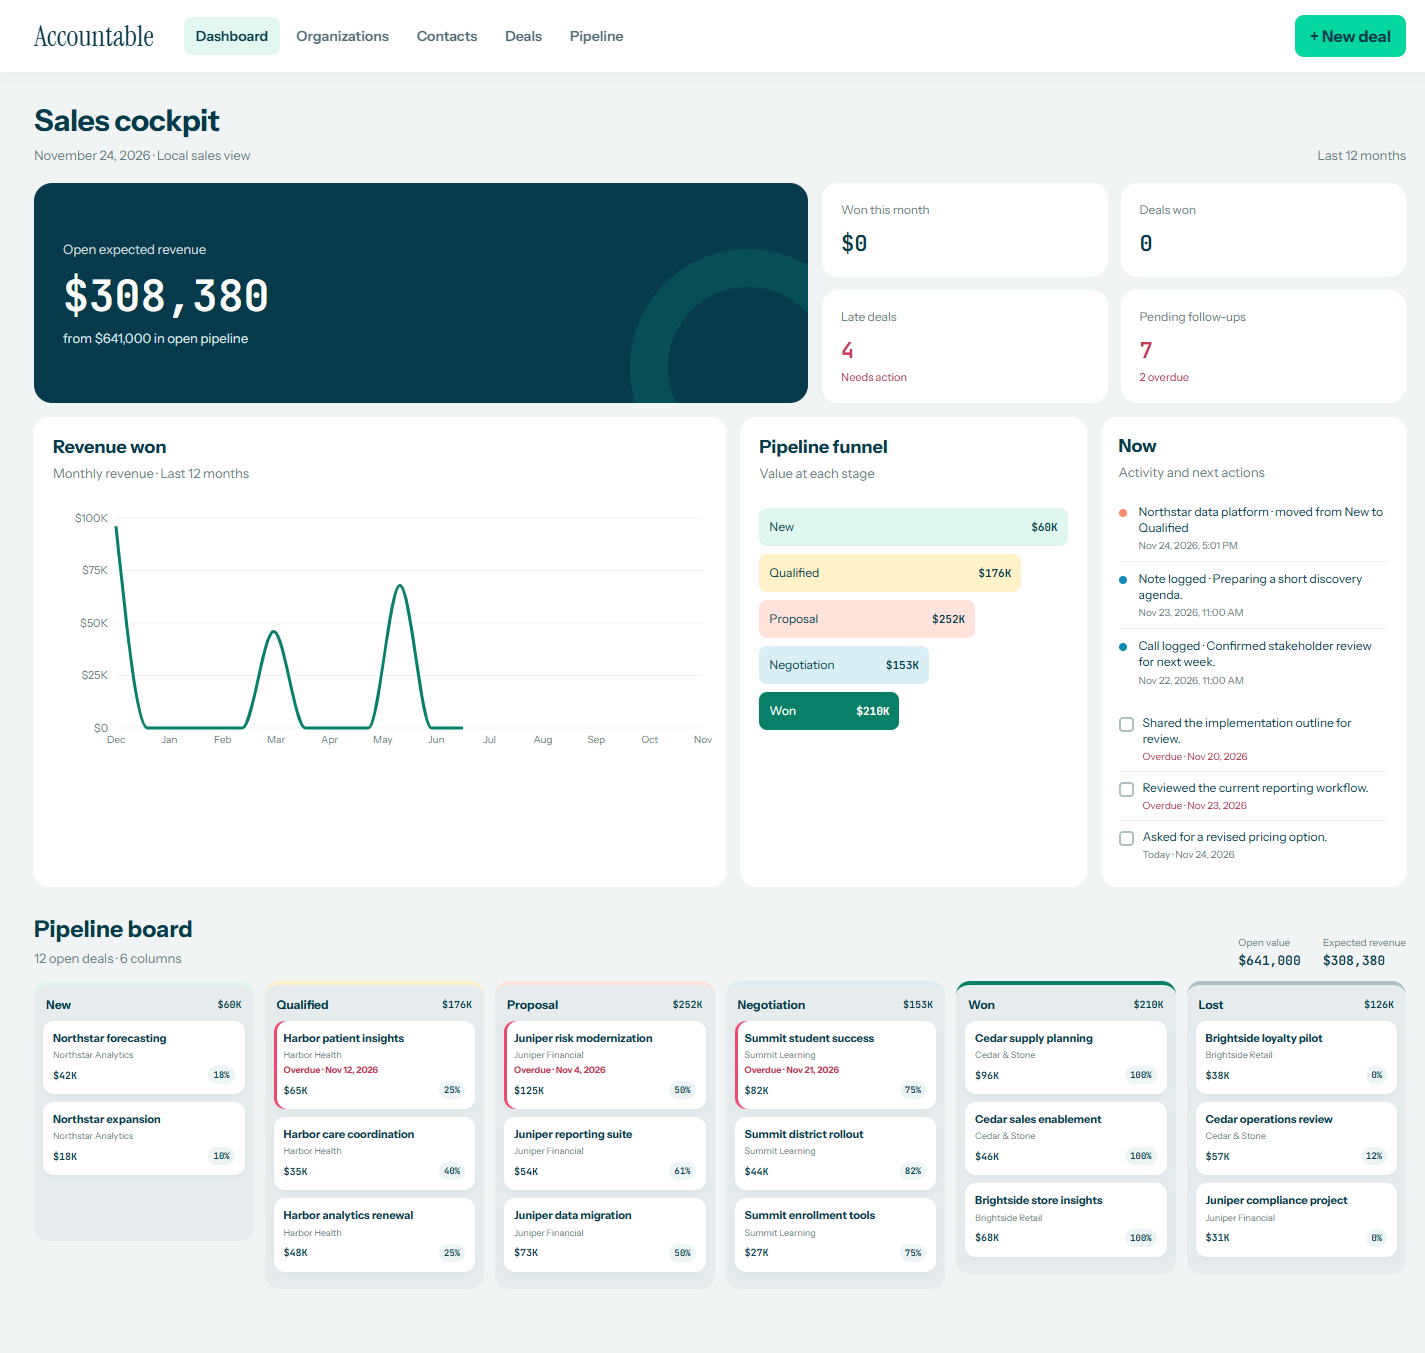 Accountable
Dashboard
Organizations
Contacts
Deals
Pipeline
+ New deal
Sales cockpit
November 24, 2026 · Local sales view
Last 12 months
Open expected revenue
$308,380
from $641,000 in open pipeline
Won this month
$0
Deals won
0
Late deals
4
Needs action
Pending follow-ups
7
2 overdue
Revenue won
Monthly revenue · Last 12 months
$100K
$75K
$50K
$25K
$0
Dec Jan Feb Mar Apr May Jun Jul Aug Sep Oct Nov
Pipeline funnel
Value at each stage
New $60K
Qualified $176K
Proposal $252K
Negotiation $153K
Won $210K
Now
Activity and next actions
Northstar data platform · moved from New to
Qualified
Nov 24, 2026, 5:01 PM
Note logged · Preparing a short discovery
agenda.
Nov 23, 2026, 11:00 AM
Call logged · Confirmed stakeholder review
for next week.
Nov 22, 2026, 11:00 AM
Shared the implementation outline for
review.
Overdue · Nov 20, 2026
Reviewed the current reporting workflow.
Overdue · Nov 23, 2026
Asked for a revised pricing option.
Today · Nov 24, 2026
Pipeline board
12 open deals · 6 columns
Open value
$641,000
Expected revenue
$308,380
New $60K
Northstar forecasting
Northstar Analytics
$42K 18%
Northstar expansion
Northstar Analytics
$18K 10%
Qualified $176K
Harbor patient insights
Harbor Health
Overdue · Nov 12, 2026
$65K 25%
Harbor care coordination
Harbor Health
$35K 40%
Harbor analytics renewal
Harbor Health
$48K 25%
Proposal $252K
Juniper risk modernization
Juniper Financial
Overdue · Nov 4, 2026
$125K 50%
Juniper reporting suite
Juniper Financial
$54K 61%
Juniper data migration
Juniper Financial
$73K 50%
Negotiation $153K
Summit student success
Summit Learning
Overdue · Nov 21, 2026
$82K 75%
Summit district rollout
Summit Learning
$44K 82%
Summit enrollment tools
Summit Learning
$27K 75%
Won $210K
Cedar supply planning
Cedar & Stone
$96K 100%
Cedar sales enablement
Cedar & Stone
$46K 100%
Brightside store insights
Brightside Retail
$68K 100%
Lost $126K
Brightside loyalty pilot
Brightside Retail
$38K 0%
Cedar operations review
Cedar & Stone
$57K 12%
Juniper compliance project
Juniper Financial
$31K 0%